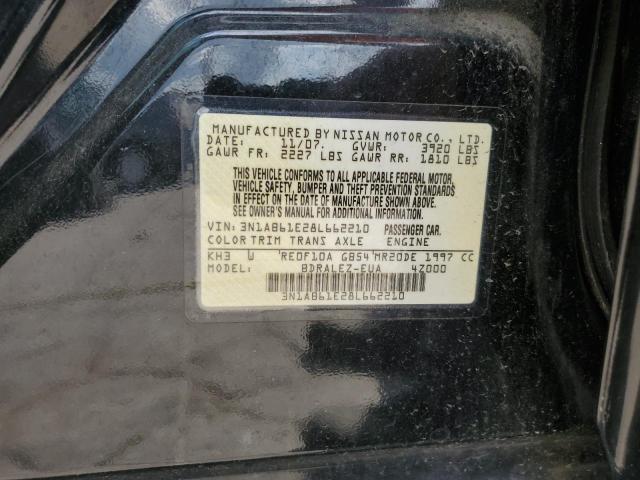 MANUFACTURED BY NISSAN MOTOR CO., LTD.
DATE: 11/07. GVWR: 3920 LBS
GAWR FR: 2227 LBS GAWR RR: 1810 LBS
THIS VEHICLE CONFORMS TO ALL APPLICABLE FEDERAL MOTOR
VEHICLE SAFETY, BUMPER AND THEFT PREVENTION STANDARDS
IN EFFECT ON THE DATE OF MANUFACTURE SHOWN ABOVE.
SEE OWNER'S MANUAL FOR ADDITIONAL INFORMATION.
VIN: 3N1AB61E28L662210 PASSENGER CAR.
COLOR TRIM TRANS AXLE ENGINE
KH3 W 'RE0F10A GB54 'MR20DE 1997 CC
MODEL: BDRALEZ-EUA 4Z000
3N1AB61E28L662210